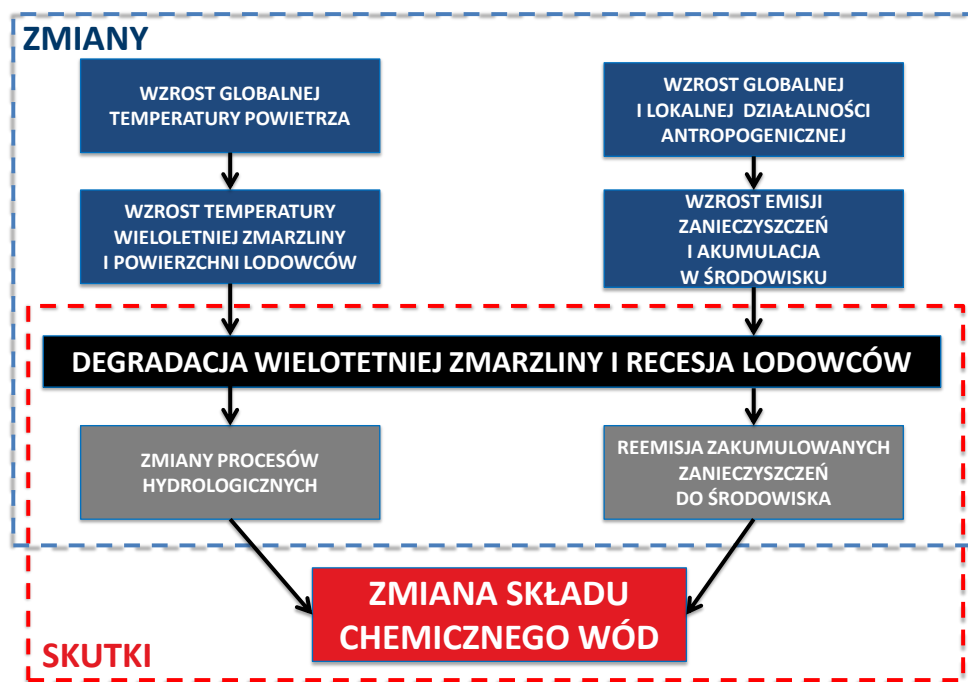 ZMIANY
WZROST GLOBALNEJ
TEMPERATURY POWIETRZA
WZROST GLOBALNEJ
I LOKALNEJ DZIAŁALNOŚCI
ANTROPOGENICZNEJ
WZROST TEMPERATURY
WIELOLETNIEJ ZMARZLINY
I POWIERZCHNI LODOWCÓW
WZROST EMISJI
ZANIECZYSZCZEŃ
I AKUMULACJA
W ŚRODOWISKU
DEGRADACJA WIELOTETNIEJ ZMARZLINY I RECESJA LODOWCÓW
ZMIANY PROCESÓW
HYDROLOGICZNYCH
REEMISJA ZAKUMULOWANYCH
ZANIECZYSZCZEŃ
DO ŚRODOWISKA
ZMIANA SKŁADU
CHEMICZNEGO WÓD
SKUTKI